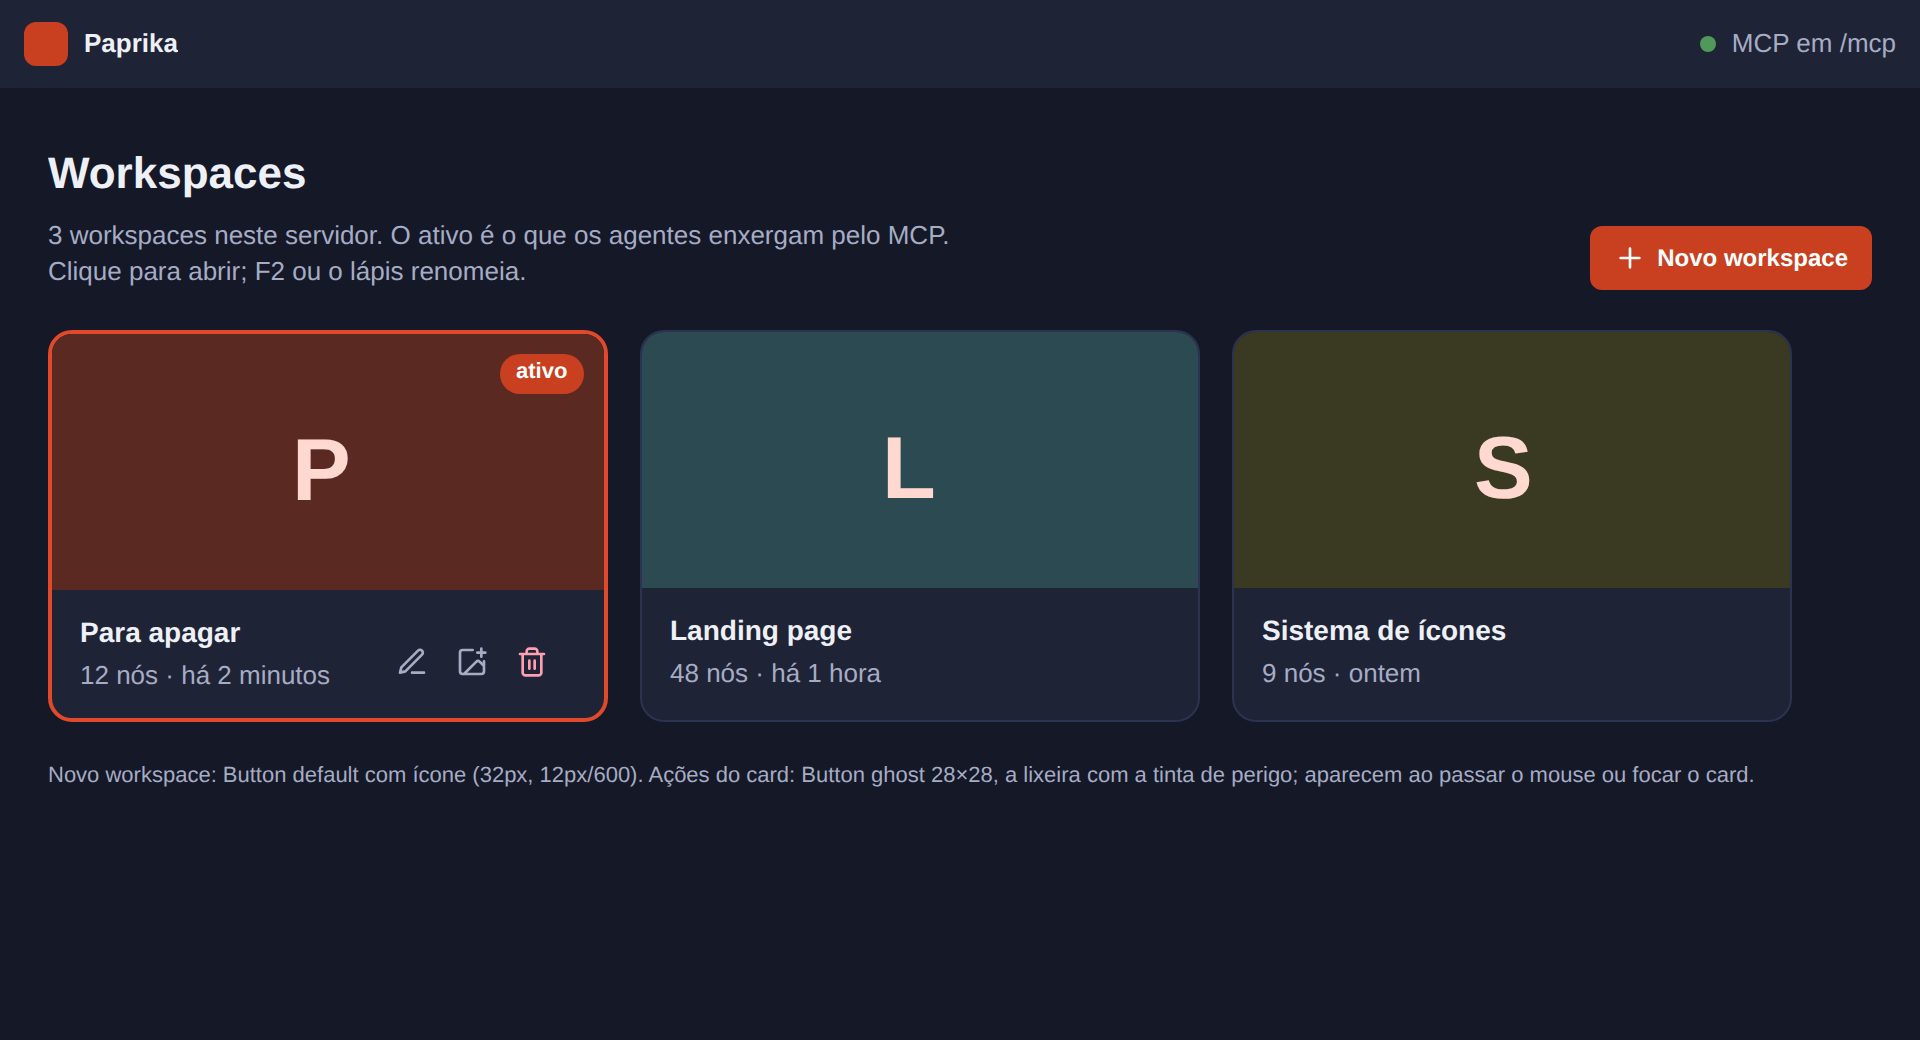 Paprika
MCP em /mcp
Workspaces
3 workspaces neste servidor. O ativo é o que os agentes enxergam pelo MCP.
Clique para abrir; F2 ou o lápis renomeia.
Novo workspace
ativo
P
L
S
Para apagar
12 nós · há 2 minutos
Landing page
48 nós · há 1 hora
Sistema de ícones
9 nós · ontem
Novo workspace: Button default com ícone (32px, 12px/600). Ações do card: Button ghost 28×28, a lixeira com a tinta de perigo; aparecem ao passar o mouse ou focar o card.